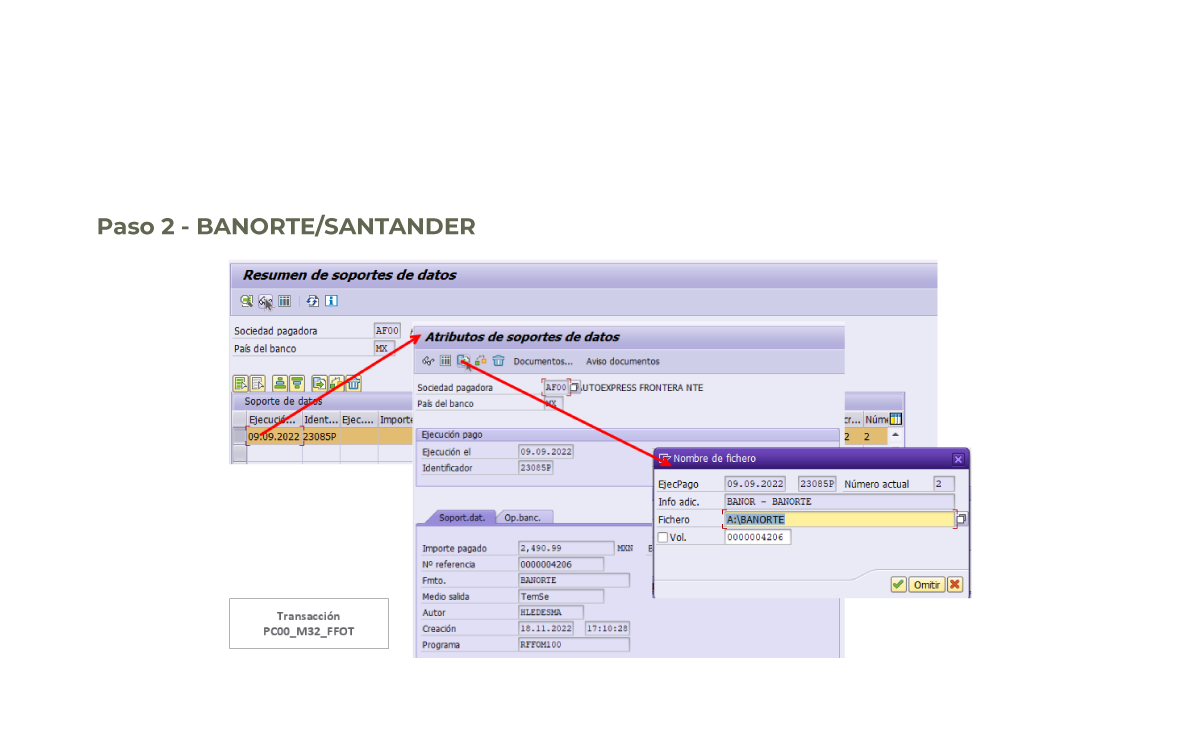 Paso 2 - BANORTE/SANTANDER
Resumen de soportes de datos
Sociedad pagadora AF00
País del banco MX
Soporte de datos
Ejecució... Ident... Ejec.... Importe
09.09.2022 23085P
Atributos de soportes de datos
Documentos... Aviso documentos
Sociedad pagadora AF00 UTOEXPRESS FRONTERA NTE
País del banco MX
Ejecución pago
Ejecución el 09.09.2022
Identificador 23085P
Soport.dat. Op.banc.
Importe pagado 2,490.99 MXN
Nº referencia 0000004206
Fmto. BANORTE
Medio salida TemSe
Autor HLEDESMA
Creación 18.11.2022 17:10:28
Programa RFFOM100
r... Núme
2 2
Nombre de fichero
EjecPago 09.09.2022 23085P Número actual 2
Info adic. BANOR - BANORTE
Fichero A:\BANORTE
Vol. 0000004206
Omitir
Transacción
PC00_M32_FFOT